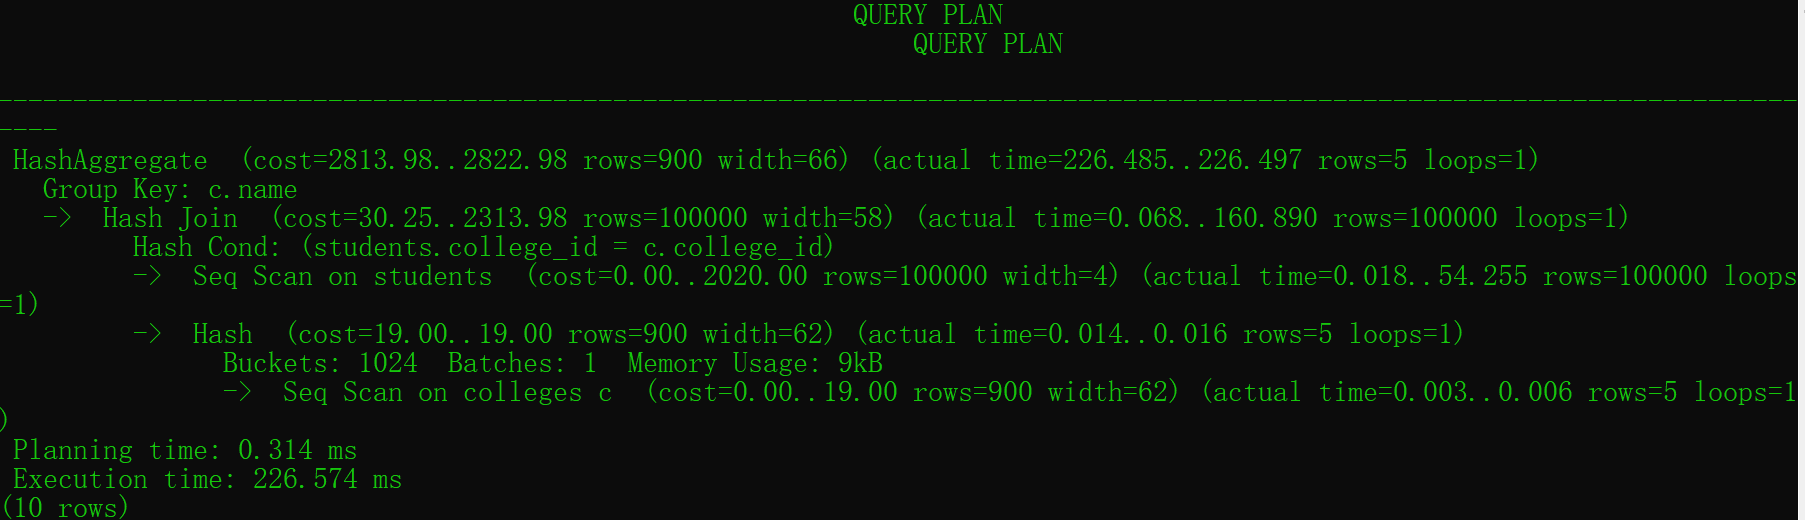 QUERY PLAN
QUERY PLAN
------------------------------------------------------------------------------------------------------------------------
----
HashAggregate  (cost=2813.98..2822.98 rows=900 width=66) (actual time=226.485..226.497 rows=5 loops=1)
Group Key: c.name
->  Hash Join  (cost=30.25..2313.98 rows=100000 width=58) (actual time=0.068..160.890 rows=100000 loops=1)
Hash Cond: (students.college_id = c.college_id)
->  Seq Scan on students  (cost=0.00..2020.00 rows=100000 width=4) (actual time=0.018..54.255 rows=100000 loops
=1)
->  Hash  (cost=19.00..19.00 rows=900 width=62) (actual time=0.014..0.016 rows=5 loops=1)
Buckets: 1024  Batches: 1  Memory Usage: 9kB
->  Seq Scan on colleges c  (cost=0.00..19.00 rows=900 width=62) (actual time=0.003..0.006 rows=5 loops=1
)
Planning time: 0.314 ms
Execution time: 226.574 ms
(10 rows)